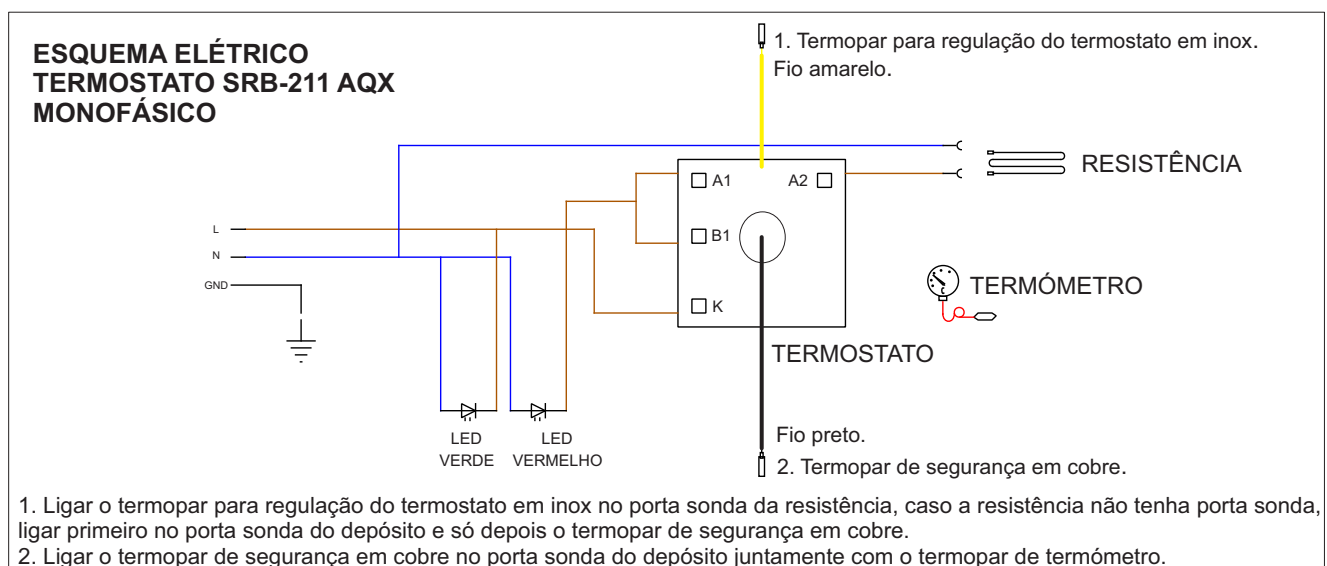 ESQUEMA ELÉTRICO
TERMOSTATO SRB-211 AQX
MONOFÁSICO
1. Termopar para regulação do termostato em inox.
Fio amarelo.
RESISTÊNCIA
A1
A2
L
B1
N
TERMÓMETRO
GND
K
TERMOSTATO
LED
VERDE
LED
VERMELHO
Fio preto.
2. Termopar de segurança em cobre.
1. Ligar o termopar para regulação do termostato em inox no porta sonda da resistência, caso a resistência não tenha porta sonda,
ligar primeiro no porta sonda do depósito e só depois o termopar de segurança em cobre.
2. Ligar o termopar de segurança em cobre no porta sonda do depósito juntamente com o termopar de termómetro.